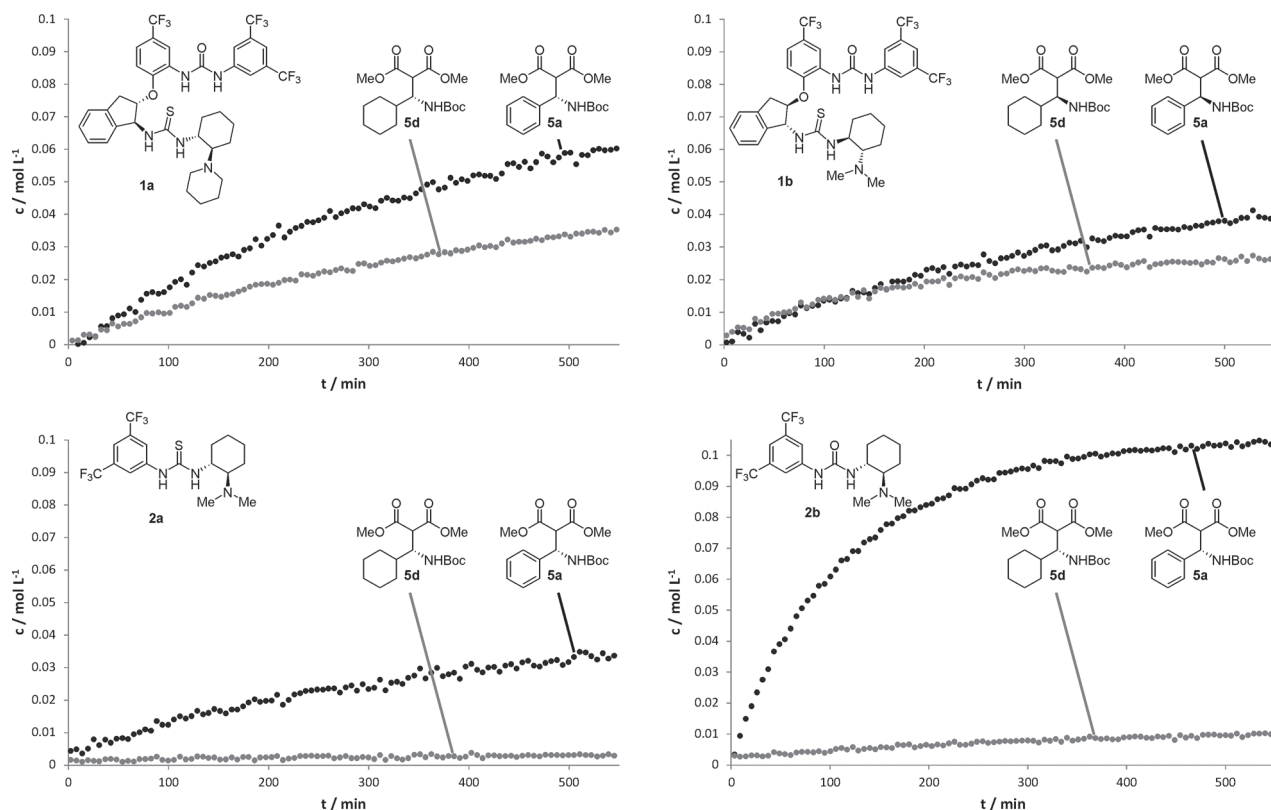 0.1
0.09
0.08
0.07
0.06
0.05
0.04
0.03
0.02
0.01
0
c / mol L⁻¹
CF₃
CF₃
O
N
H
N
H
CF₃
O
S
N
H
N
H
N
1a
O O
MeO OMe
NHBoc
5d
O O
MeO OMe
NHBoc
5a
0 100 200 300 400 500
t / min
0.1
0.09
0.08
0.07
0.06
0.05
0.04
0.03
0.02
0.01
0
c / mol L⁻¹
CF₃
CF₃
O
N
H
N
H
CF₃
O
S
N
H
N
H
N
Me Me
1b
O O
MeO OMe
NHBoc
5d
O O
MeO OMe
NHBoc
5a
0 100 200 300 400 500
t / min
0.1
0.09
0.08
0.07
0.06
0.05
0.04
0.03
0.02
0.01
0
c / mol L⁻¹
CF₃
S
F₃C
N
H
N
H
N
Me Me
2a
O O
MeO OMe
NHBoc
5d
O O
MeO OMe
NHBoc
5a
0 100 200 300 400 500
t / min
0.1
0.09
0.08
0.07
0.06
0.05
0.04
0.03
0.02
0.01
0
c / mol L⁻¹
CF₃
O
F₃C
N
H
N
H
N
Me Me
2b
O O
MeO OMe
NHBoc
5d
O O
MeO OMe
NHBoc
5a
0 100 200 300 400 500
t / min